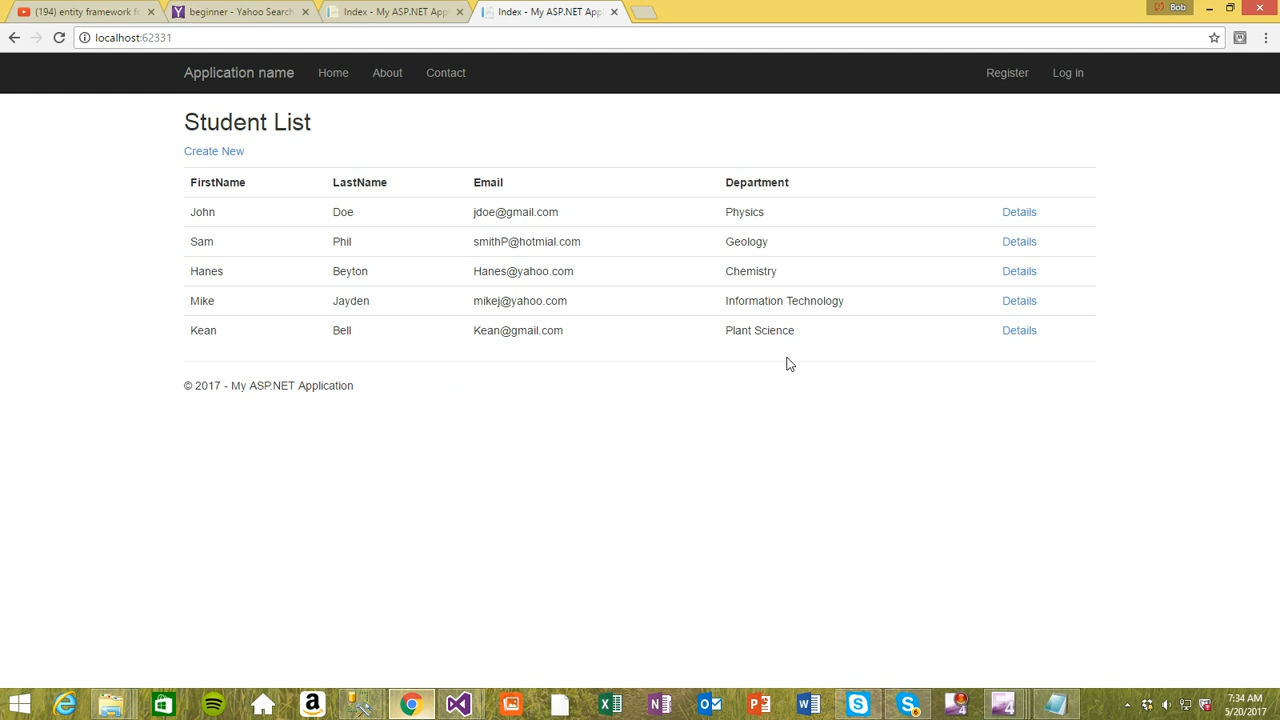 (194) entity framework fo
beginner - Yahoo Search
Index - My ASP.NET Appl
Index - My ASP.NET Appl
Bob
localhost:62331
Application name Home About Contact Register Log in
Student List
Create New
FirstName LastName Email Department
John Doe jdoe@gmail.com Physics Details
Sam Phil smithP@hotmial.com Geology Details
Hanes Beyton Hanes@yahoo.com Chemistry Details
Mike Jayden mikej@yahoo.com Information Technology Details
Kean Bell Kean@gmail.com Plant Science Details
© 2017 - My ASP.NET Application
7:34 AM
5/20/2017